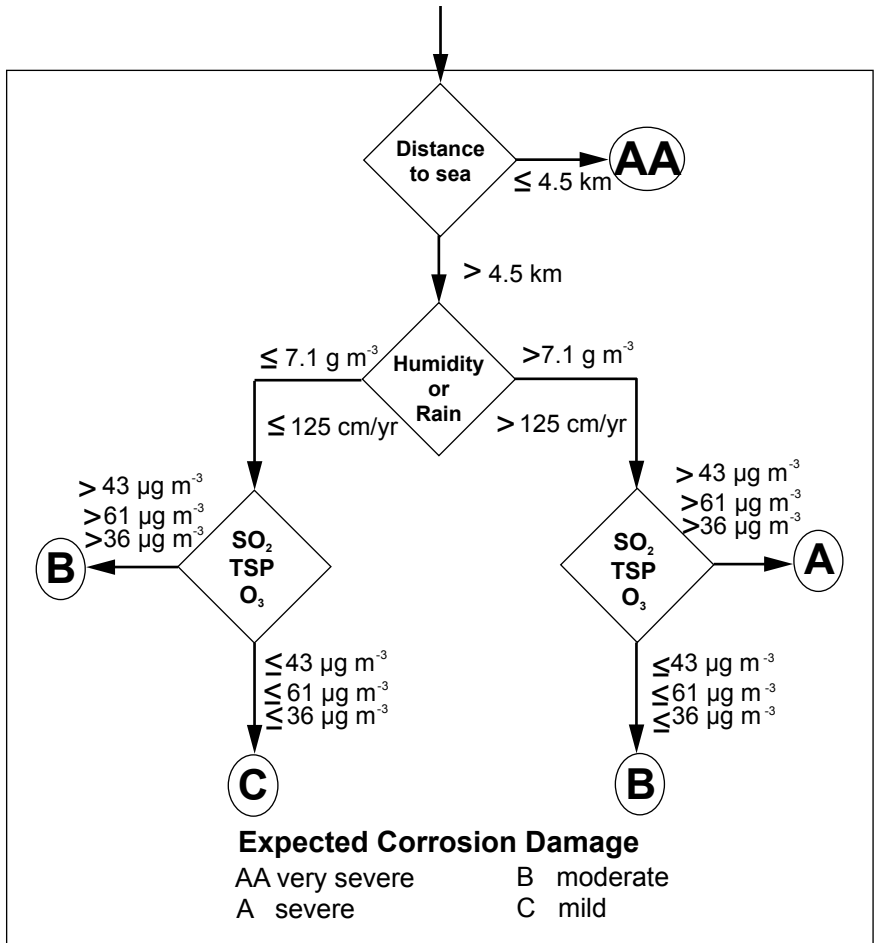 Distance
to sea
AA
≤ 4.5 km
> 4.5 km
≤ 7.1 g m⁻³
>7.1 g m⁻³
Humidity
or
Rain
≤ 125 cm/yr
> 125 cm/yr
> 43 µg m⁻³
>61 µg m⁻³
>36 µg m⁻³
B
SO₂
TSP
O₃
> 43 µg m⁻³
>61 µg m⁻³
>36 µg m⁻³
SO₂
TSP
O₃
A
≤43 µg m⁻³
≤61 µg m⁻³
≤36 µg m⁻³
≤43 µg m⁻³
≤61 µg m⁻³
≤36 µg m⁻³
C
B
Expected Corrosion Damage
AA very severe
B moderate
A severe
C mild